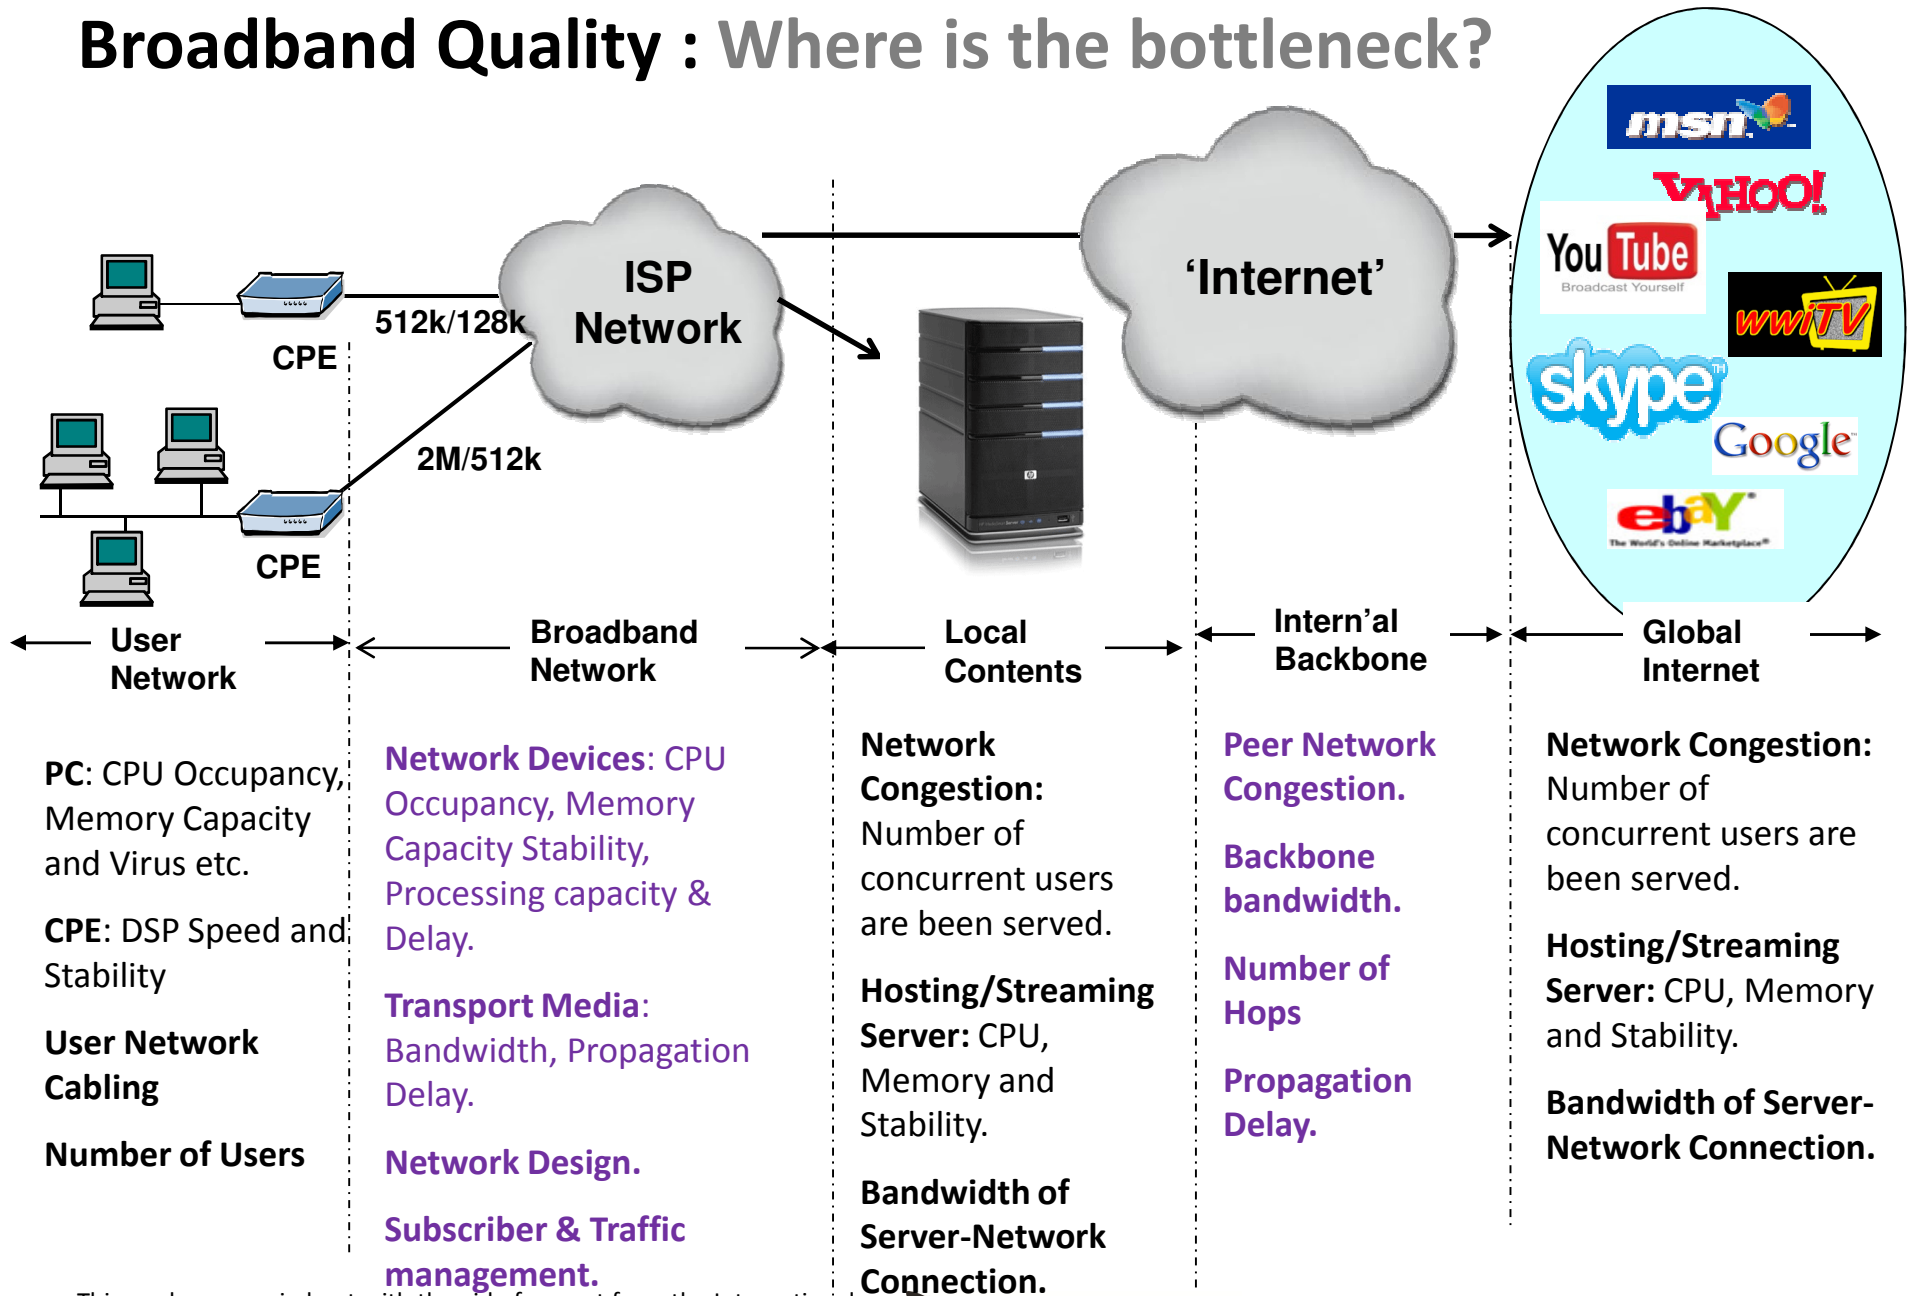 Broadband Quality : Where is the bottleneck?
msn
YAHOO!
You Tube
Broadcast Yourself
wwiTV
skype
TM
Google
ebaY
The World's Online Marketplace®
ISP
Network
'Internet'
512k/128k
CPE
2M/512k
CPE
User
Network
Broadband
Network
Local
Contents
Intern'al
Backbone
Global
Internet
PC: CPU Occupancy,
Memory Capacity
and Virus etc.
CPE: DSP Speed and
Stability
User Network
Cabling
Number of Users
Network Devices: CPU
Occupancy, Memory
Capacity Stability,
Processing capacity &
Delay.
Transport Media:
Bandwidth, Propagation
Delay.
Network Design.
Subscriber & Traffic
management.
Network
Congestion:
Number of
concurrent users
are been served.
Hosting/Streaming
Server: CPU,
Memory and
Stability.
Bandwidth of
Server-Network
Connection.
Peer Network
Congestion.
Backbone
bandwidth.
Number of
Hops
Propagation
Delay.
Network Congestion:
Number of
concurrent users are
been served.
Hosting/Streaming
Server: CPU, Memory
and Stability.
Bandwidth of Server-
Network Connection.